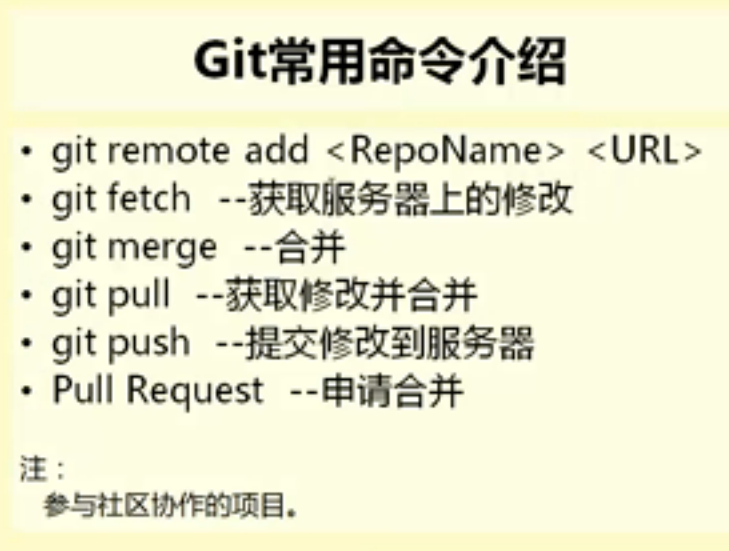 Git常用命令介绍
• git remote add <RepoName> <URL>
• git fetch --获取服务器上的修改
• git merge --合并
• git pull --获取修改并合并
• git push --提交修改到服务器
• Pull Request --申请合并
注：
参与社区协作的项目。